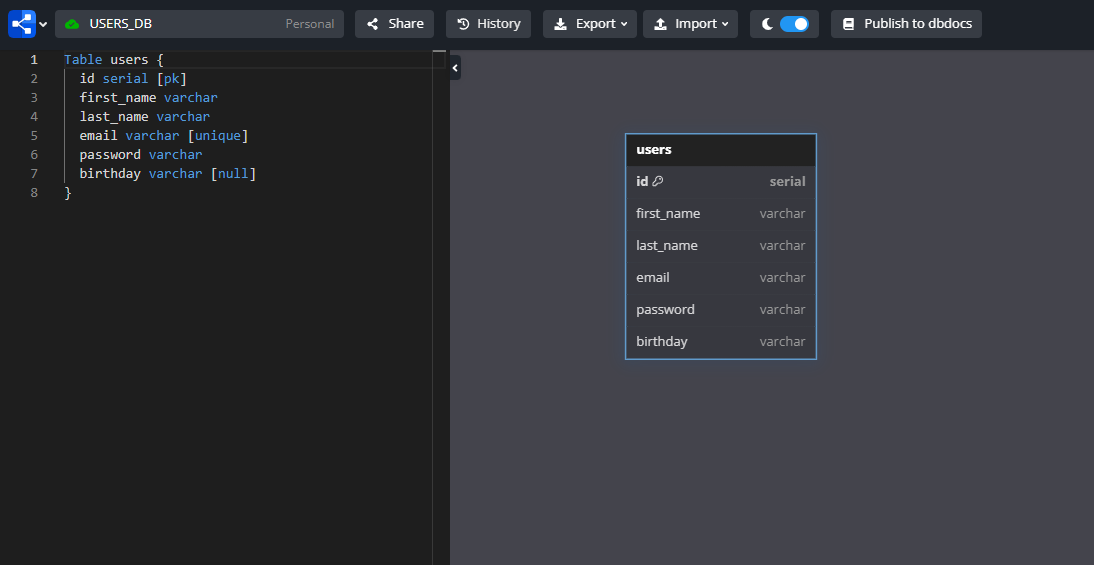 USERS_DB Personal Share History Export Import Publish to dbdocs
1 Table users {
2 id serial [pk]
3 first_name varchar
4 last_name varchar
5 email varchar [unique]
6 password varchar
7 birthday varchar [null]
8 }
users
id serial
first_name varchar
last_name varchar
email varchar
password varchar
birthday varchar